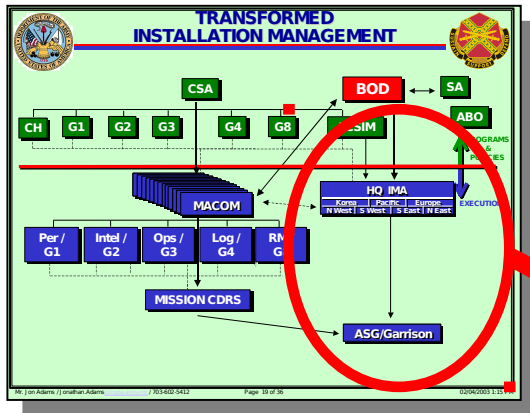 TRANSFORMED
INSTALLATION MANAGEMENT
CSA
BOD
SA
CH
G1
G2
G3
G4
G8
SIM
ABO
PROGRAMS
&
POLICIES
MACOM
HQ IMA
Korea Pacific Europe
N West S West S East N East
EXECUTION
Per /
G1
Intel /
G2
Ops /
G3
Log /
G4
RM
G
MISSION CDRS
ASG/Garrison
Mr. Jon Adams / Jonathan.Adams / 703-602-5412 Page 19 of 36 02/04/2003 1:15 PM